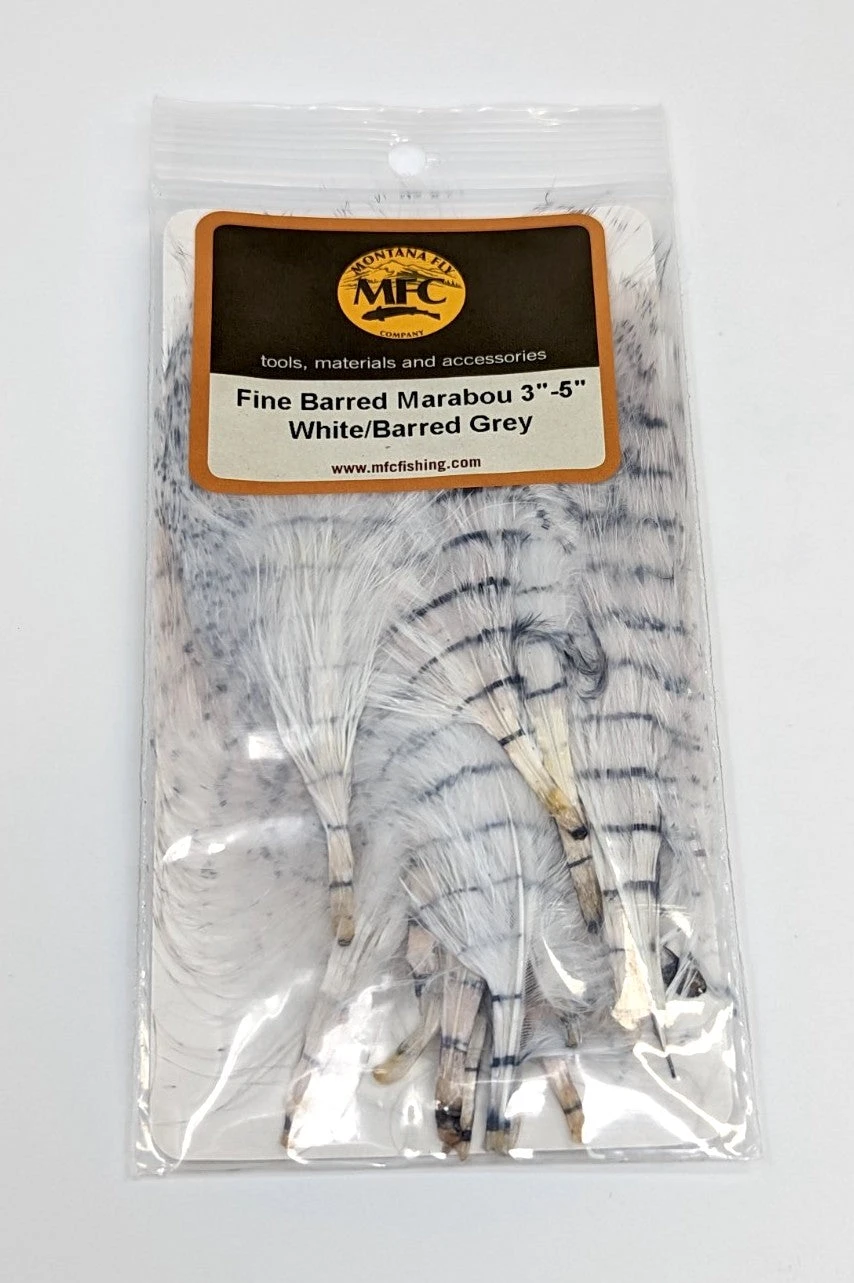 MONTANA FLY
MFC
COMPANY
tools, materials and accessories
Fine Barred Marabou 3"-5"
White/Barred Grey
www.mfcfishing.com